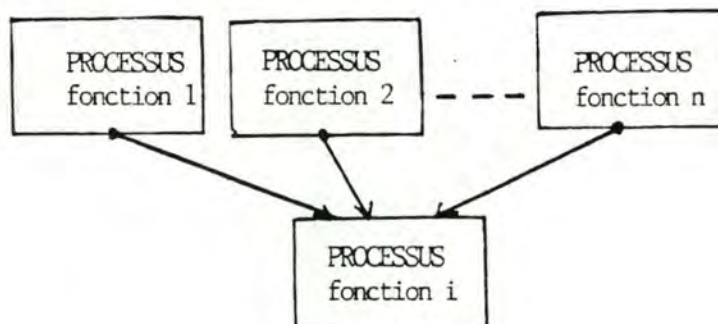 PROCESSUS
fonction 1
PROCESSUS
fonction 2
PROCESSUS
fonction n
PROCESSUS
fonction i